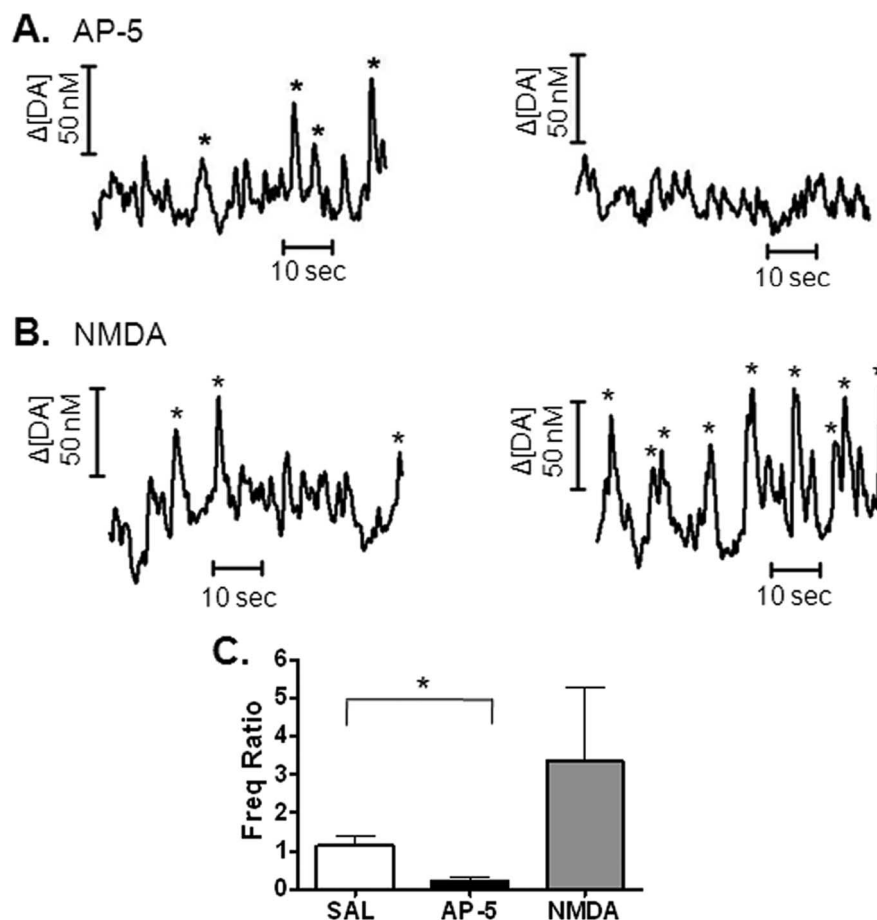 A. AP-5
Δ[DA]
50 nM
* * * *
10 sec
Δ[DA]
50 nM
10 sec
B. NMDA
Δ[DA]
50 nM
* * *
10 sec
Δ[DA]
50 nM
* * * * * * * * *
10 sec
C.
Freq Ratio
6
5
4
3
2
1
0
*
SAL AP-5 NMDA